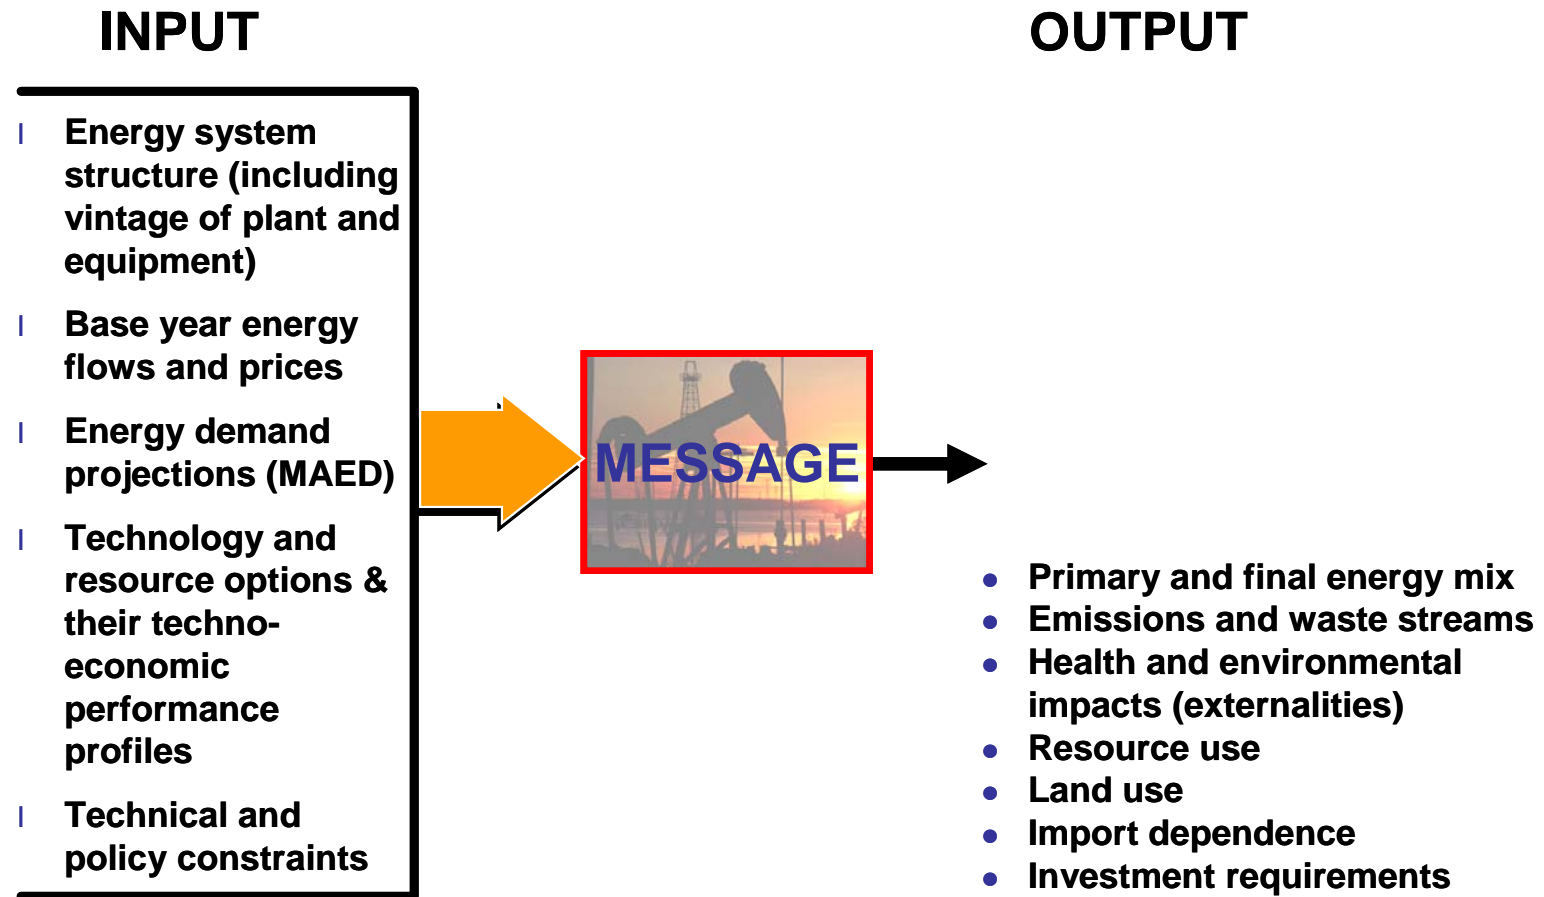 INPUT
OUTPUT
Energy system
structure (including
vintage of plant and
equipment)
Base year energy
flows and prices
Energy demand
projections (MAED)
Technology and
resource options &
their techno-
economic
performance
profiles
Technical and
policy constraints
MESSAGE
Primary and final energy mix
Emissions and waste streams
Health and environmental
impacts (externalities)
Resource use
Land use
Import dependence
Investment requirements